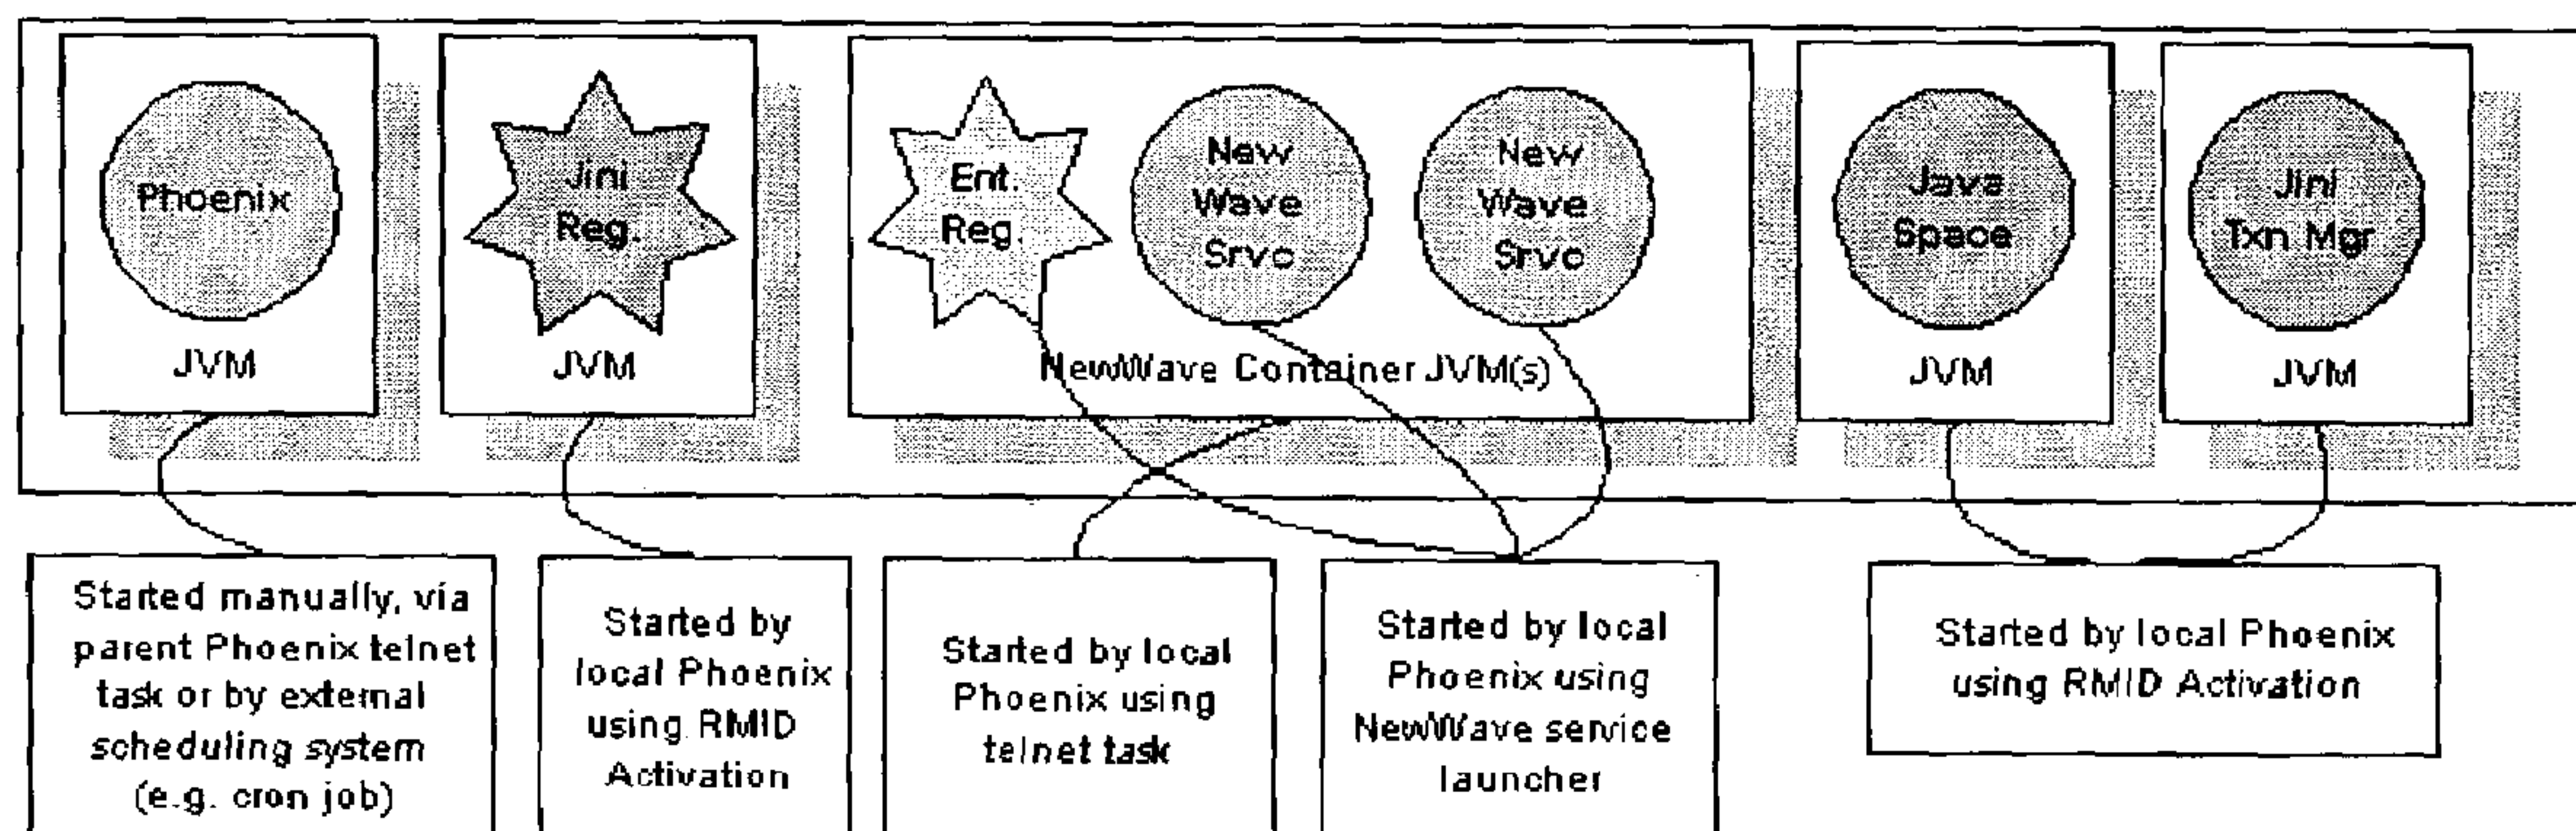 Phoenix
JVM
Jini
Reg.
JVM
Ent.
Reg.
New
Wave
Srvc
New
Wave
Srvc
NewWave Container JVM(s)
Java
Space
JVM
Jini
Txn Mgr
JVM
Started manually, via
parent Phoenix telnet
task or by external
scheduling system
(e.g. cron job)
Started by
local Phoenix
using RMID
Activation
Started by local
Phoenix using
telnet task
Started by local
Phoenix using
NewWave service
launcher
Started by local Phoenix
using RMID Activation